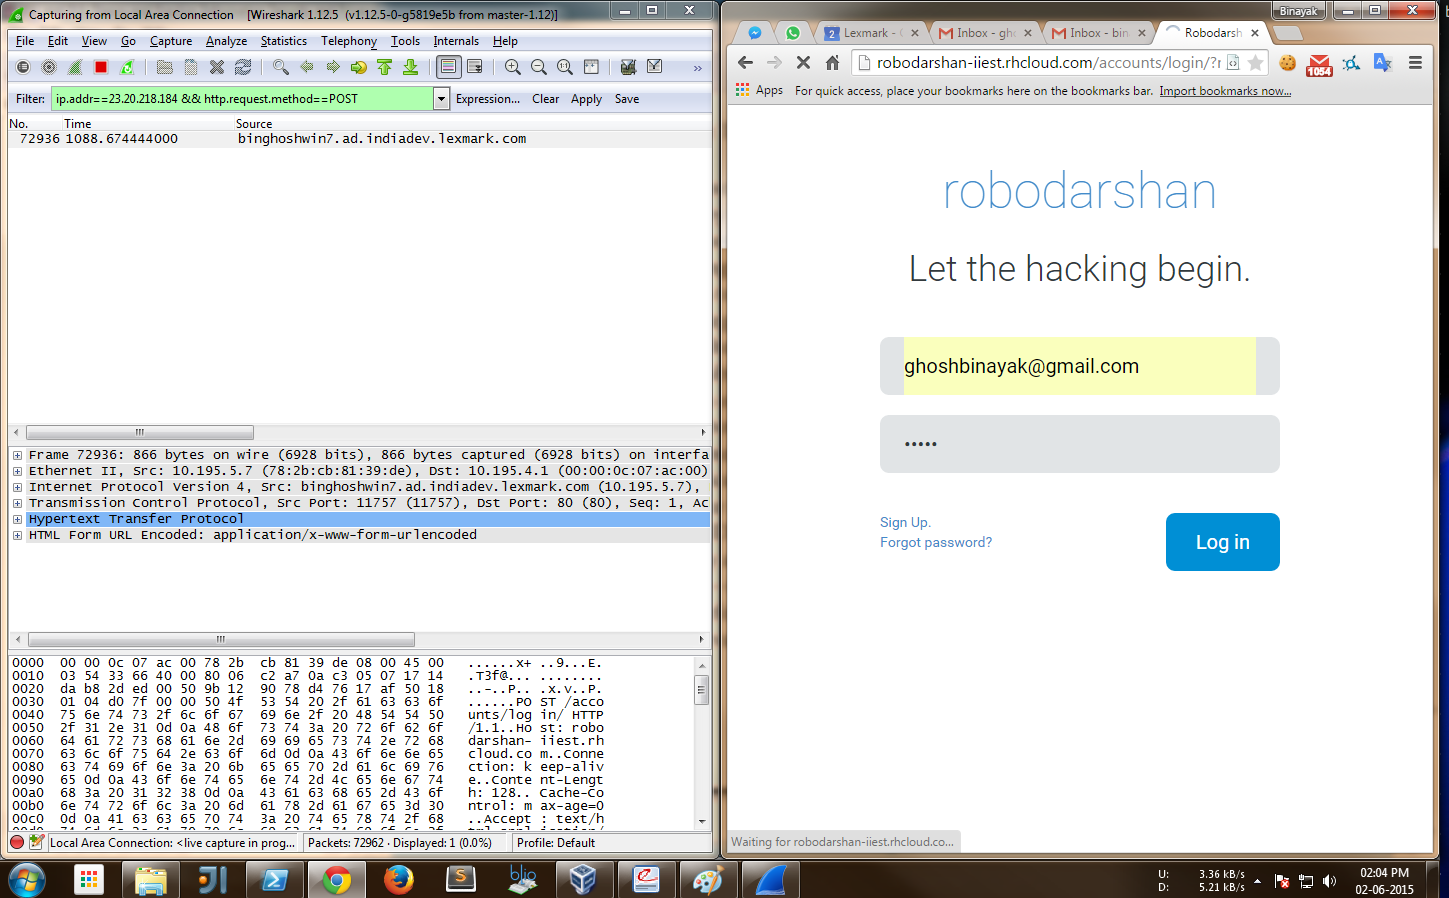 Capturing from Local Area Connection [Wireshark 1.12.5 (v1.12.5-0-g5819e5b from master-1.12)]
File Edit View Go Capture Analyze Statistics Telephony Tools Internals Help
Filter: ip.addr==23.20.218.184 && http.request.method==POST Expression... Clear Apply Save
No. Time Source
72936 1088.674444000 binghoshwin7.ad.indiadev.lexmark.com
Frame 72936: 866 bytes on wire (6928 bits), 866 bytes captured (6928 bits) on interfa
Ethernet II, Src: 10.195.5.7 (78:2b:cb:81:39:de), Dst: 10.195.4.1 (00:00:0c:07:ac:00)
Internet Protocol Version 4, Src: binghoshwin7.ad.indiadev.lexmark.com (10.195.5.7),
Transmission Control Protocol, Src Port: 11757 (11757), Dst Port: 80 (80), Seq: 1, Ac
Hypertext Transfer Protocol
HTML Form URL Encoded: application/x-www-form-urlencoded
0000 00 00 0c 07 ac 00 78 2b cb 81 39 de 08 00 45 00 ......x+ ..9...E.
0010 03 54 33 66 40 00 80 06 c2 a7 0a c3 05 07 17 14 .T3f@... ........
0020 da b8 2d ed 00 50 9b 12 90 78 d4 76 17 af 50 18 ..-..P.. .x.v..P.
0030 01 04 d0 7f 00 00 50 4f 53 54 20 2f 61 63 63 6f ......PO ST /acco
0040 75 6e 74 73 2f 6c 6f 67 69 6e 2f 20 48 54 54 50 unts/log in/ HTTP
0050 2f 31 2e 31 0d 0a 48 6f 73 74 3a 20 72 6f 62 6f /1.1..Ho st: robo
0060 64 61 72 73 68 61 6e 2d 69 69 65 73 74 2e 72 68 darshan- iiest.rh
0070 63 6c 6f 75 64 2e 63 6f 6d 0d 0a 43 6f 6e 6e 65 cloud.co m..Conne
0080 63 74 69 6f 6e 3a 20 6b 65 65 70 2d 61 6c 69 76 ction: k eep-aliv
0090 65 0d 0a 43 6f 6e 74 65 6e 74 2d 4c 65 6e 67 74 e..Conte nt-Lengt
00a0 68 3a 20 31 32 38 0d 0a 43 61 63 68 65 2d 43 6f h: 128.. Cache-Co
00b0 6e 74 72 6f 6c 3a 20 6d 61 78 2d 61 67 65 3d 30 ntrol: m ax-age=0
00c0 0d 0a 41 63 63 65 70 74 3a 20 74 65 78 74 2f 68 ..Accept : text/h
Local Area Connection: <live capture in prog... Packets: 72962 · Displayed: 1 (0.0%) Profile: Default
Binayak
Lexmark - Inbox - gho Inbox - bin Robodarsh
robodarshan-iiest.rhcloud.com/accounts/login/?r
1054
Apps For quick access, place your bookmarks here on the bookmarks bar. Import bookmarks now...
robodarshan
Let the hacking begin.
ghoshbinayak@gmail.com
•••••
Sign Up.
Forgot password?
Log in
Waiting for robodarshan-iiest.rhcloud.co...
blio
U: 3.36 kB/s
D: 5.21 kB/s
02:04 PM
02-06-2015